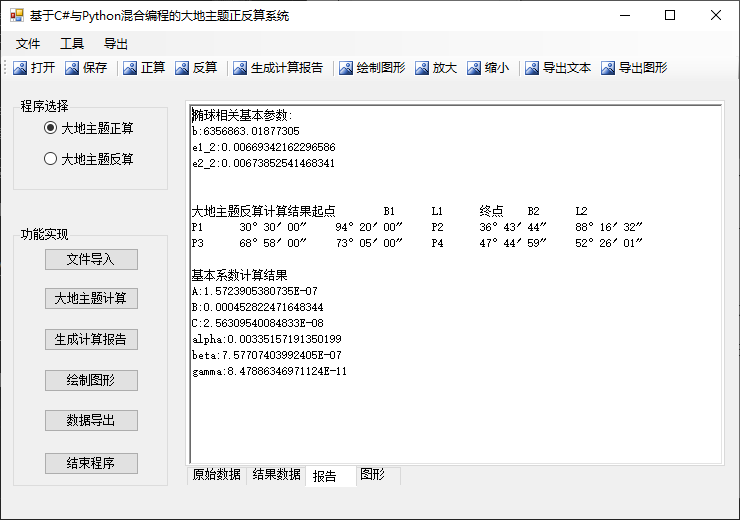 基于C#与Python混合编程的大地主题正反算系统
文件 工具 导出
打开 保存 正算 反算 生成计算报告 绘制图形 放大 缩小 导出文本 导出图形
程序选择
大地主题正算
大地主题反算
功能实现
文件导入
大地主题计算
生成计算报告
绘制图形
数据导出
结束程序
椭球相关基本参数:
b:6356863.01877305
e1_2:0.00669342162296586
e2_2:0.00673852541468341
大地主题反算计算结果起点 B1 L1 终点 B2 L2
P1 30° 30′ 00″ 94° 20′ 00″ P2 36° 43′ 44″ 88° 16′ 32″
P3 68° 58′ 00″ 73° 05′ 00″ P4 47° 44′ 59″ 52° 26′ 01″
基本系数计算结果
A:1.5723905380735E-07
B:0.000452822471648344
C:2.56309540084833E-08
alpha:0.00335157191350199
beta:7.57707403992405E-07
gamma:8.47886346971124E-11
原始数据 结果数据 报告 图形